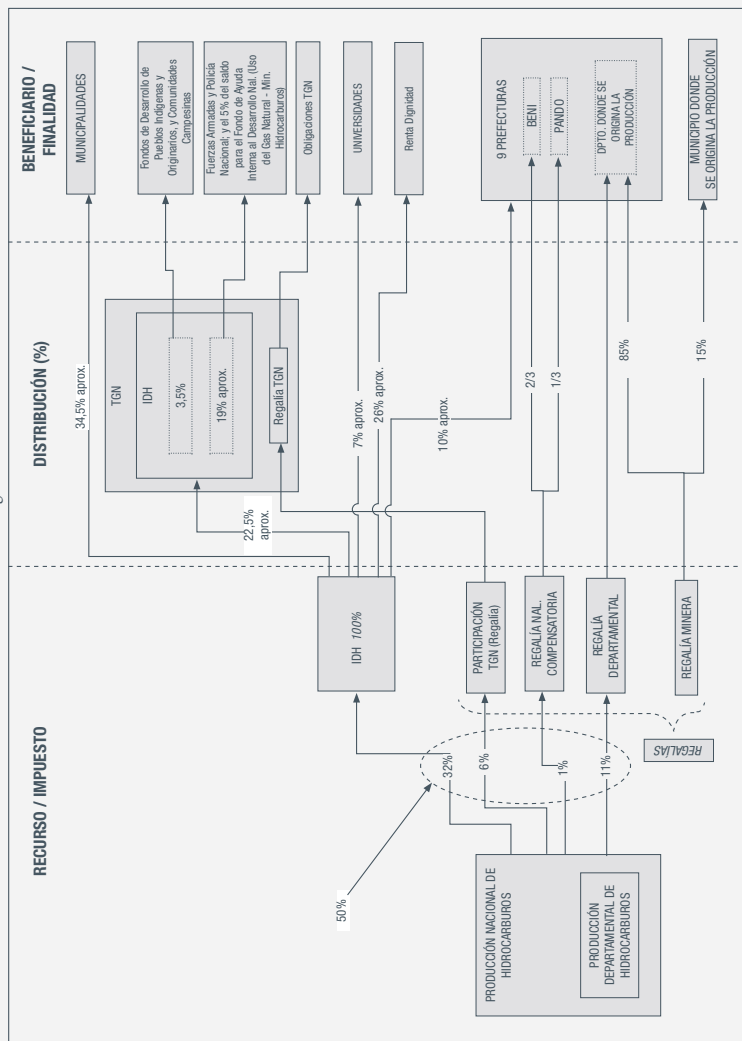 RECURSO / IMPUESTO
DISTRIBUCIÓN (%)
BENEFICIARIO /
FINALIDAD
50%
PRODUCCIÓN NACIONAL DE
HIDROCARBUROS
PRODUCCIÓN
DEPARTAMENTAL DE
HIDROCARBUROS
32%
6%
1%
11%
REGALÍAS
IDH 100%
PARTICIPACIÓN
TGN (Regalía)
REGALÍA NAL.
COMPENSATORIA
REGALÍA
DEPARTAMENTAL
REGALÍA MINERA
34,5% aprox.
22,5%
aprox.
TGN
IDH
3,5%
19% aprox.
Regalía TGN
7% aprox.
26% aprox.
10% aprox.
2/3
1/3
85%
15%
MUNICIPALIDADES
Fondos de Desarrollo de
Pueblos Indígenas y
Originarios, y Comunidades
Campesinas
Fuerzas Armadas y Policía
Nacional; y el 5% del saldo
para el Fondo de Ayuda
Interna al Desarrollo Nal. (Uso
del Gas Natural - Min.
Hidrocarburos)
Obligaciones TGN
UNIVERSIDADES
Renta Dignidad
9 PREFECTURAS
BENI
PANDO
DPTO. DONDE SE
ORIGINA LA
PRODUCCIÓN
MUNICIPIO DONDE
SE ORIGINA LA PRODUCCIÓN